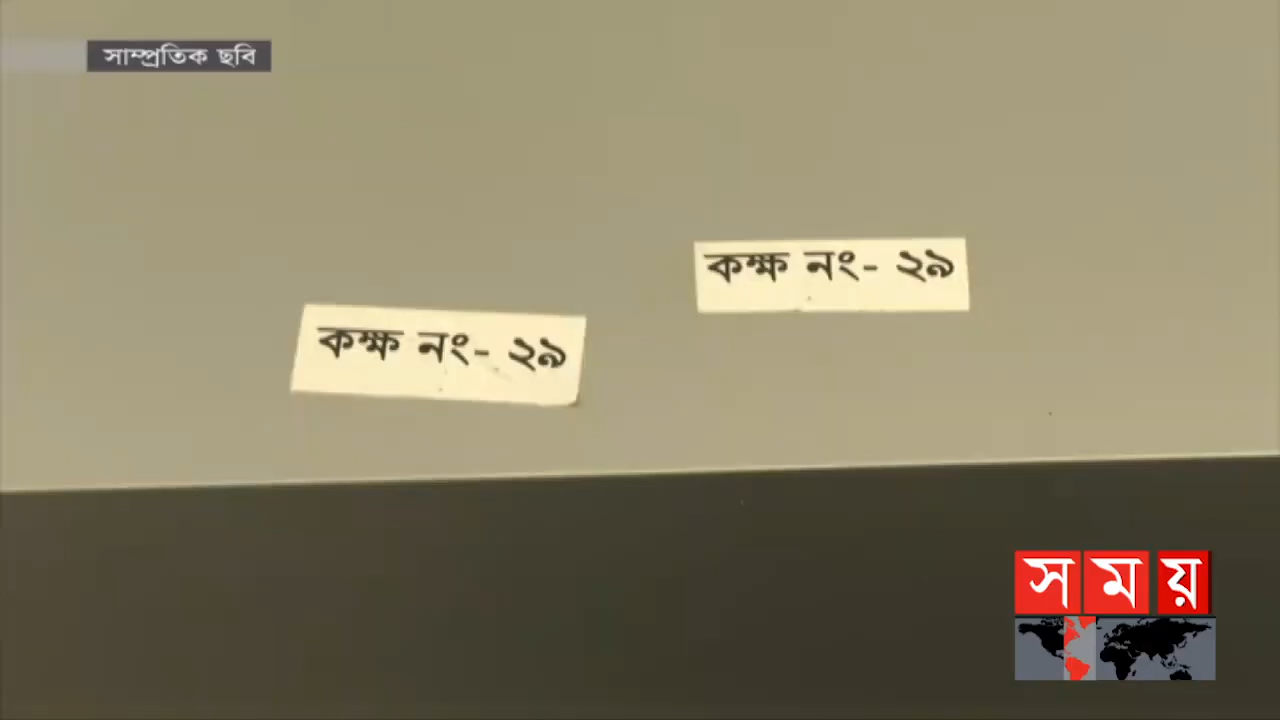 সাম্প্রতিক ছবি
কক্ষ নং- ২৯
কক্ষ নং- ২৯
সময়